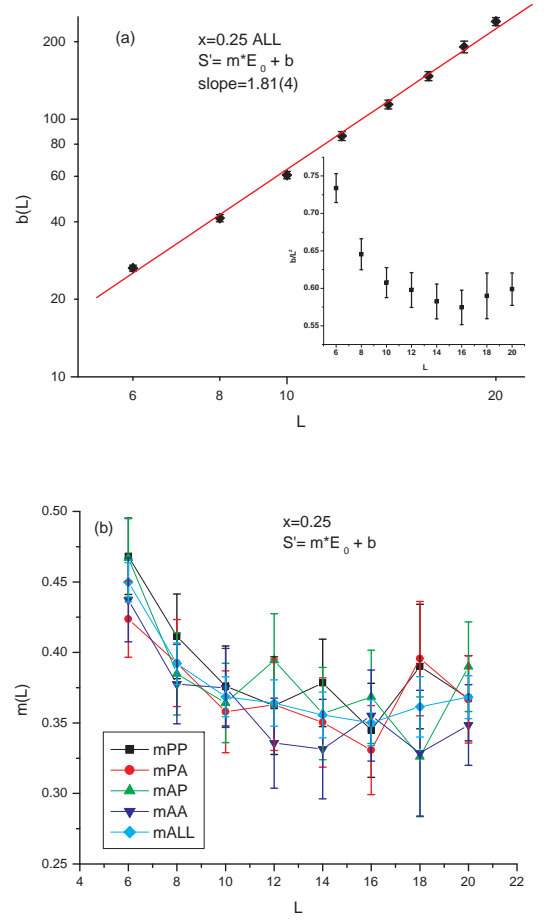 (a)
x=0.25 ALL
S'= m*E0 + b
slope=1.81(4)
200
100
80
60
40
20
10
b(L)
6
8
10
20
L
0.75
0.70
0.65
0.60
0.55
b/L²
6
8
10
12
14
16
18
20
L
(b)
x=0.25
S'= m*E0 + b
0.50
0.45
0.40
0.35
0.30
0.25
m(L)
mPP
mPA
mAP
mAA
mALL
4
6
8
10
12
14
16
18
20
22
L